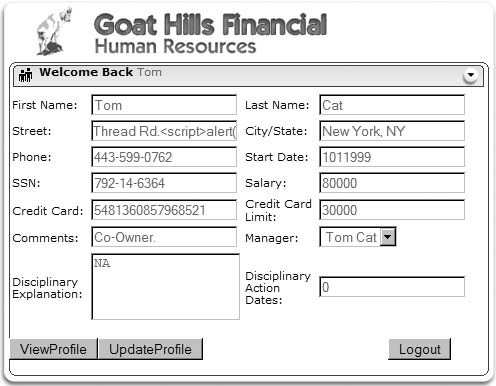 Goat Hills Financial
Human Resources
Welcome Back Tom
First Name: Tom Last Name: Cat
Street: Thread Rd.<script>alert( City/State: New York, NY
Phone: 443-599-0762 Start Date: 1011999
SSN: 792-14-6364 Salary: 80000
Credit Card: 5481360857968521 Credit Card Limit: 30000
Comments: Co-Owner. Manager: Tom Cat
Disciplinary Explanation: NA Disciplinary Action Dates: 0
ViewProfile UpdateProfile Logout